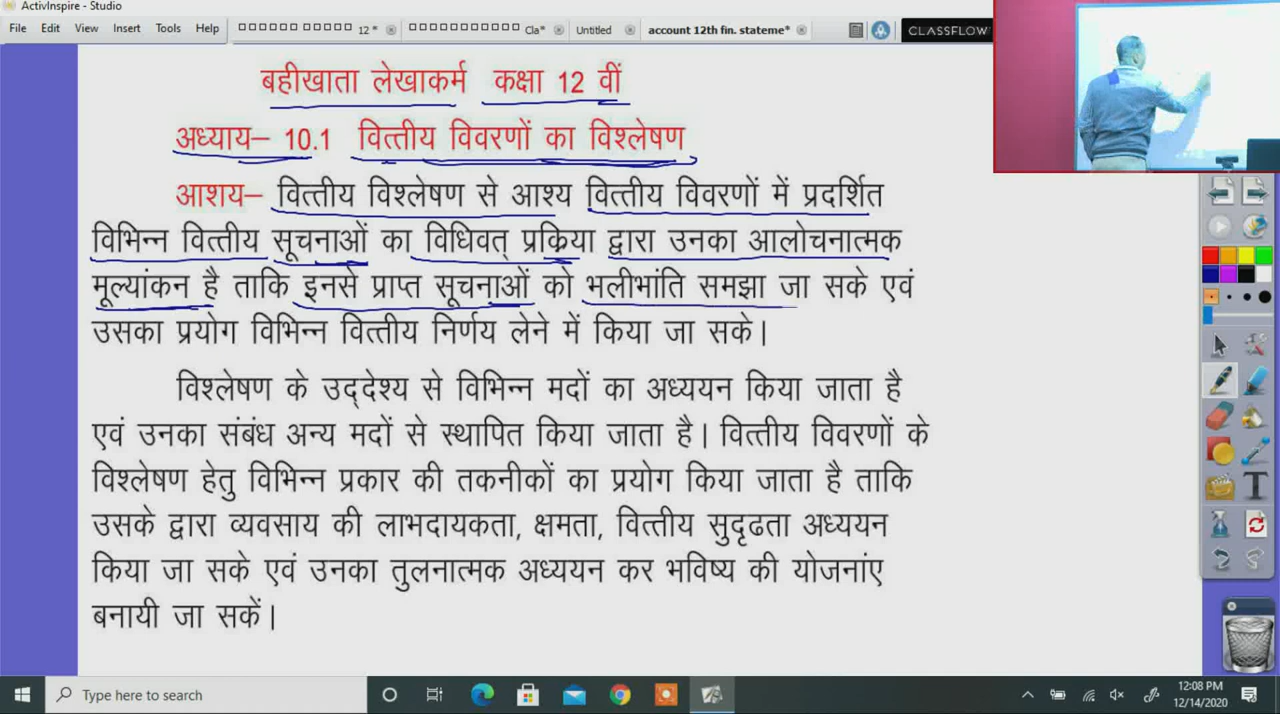 ActivInspire - Studio
File Edit View Insert Tools Help
12 * Cla* Untitled account 12th fin. stateme* CLASSFLOW
बहीखाता लेखाकर्म कक्षा 12 वीं
अध्याय– 10.1 वित्तीय विवरणों का विश्लेषण
आशय– वित्तीय विश्लेषण से आश्य वित्तीय विवरणों में प्रदर्शित
विभिन्न वित्तीय सूचनाओं का विधिवत् प्रक्रिया द्वारा उनका आलोचनात्मक
मूल्यांकन है ताकि इनसे प्राप्त सूचनाओं को भलीभांति समझा जा सके एवं
उसका प्रयोग विभिन्न वित्तीय निर्णय लेने में किया जा सके।
विश्लेषण के उद्देश्य से विभिन्न मदों का अध्ययन किया जाता है
एवं उनका संबंध अन्य मदों से स्थापित किया जाता है। वित्तीय विवरणों के
विश्लेषण हेतु विभिन्न प्रकार की तकनीकों का प्रयोग किया जाता है ताकि
उसके द्वारा व्यवसाय की लाभदायकता, क्षमता, वित्तीय सुदृढता अध्ययन
किया जा सके एवं उनका तुलनात्मक अध्ययन कर भविष्य की योजनांए
बनायी जा सकें।
Type here to search
12:08 PM
12/14/2020